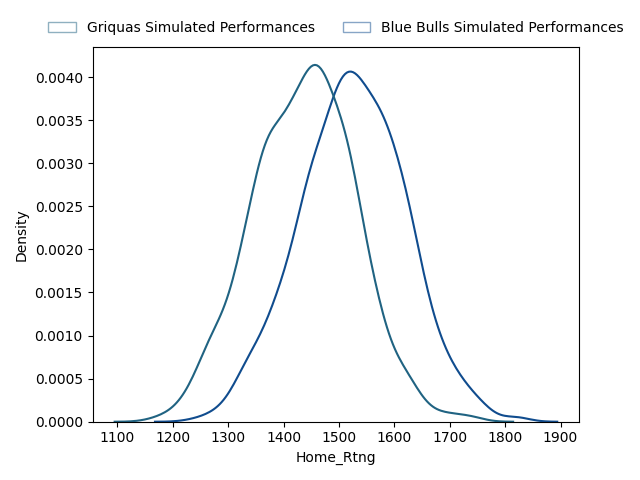 Griquas Simulated Performances Blue Bulls Simulated Performances
0.0040
0.0035
0.0030
0.0025
0.0020
0.0015
0.0010
0.0005
0.0000
Density
1100 1200 1300 1400 1500 1600 1700 1800 1900
Home_Rtng